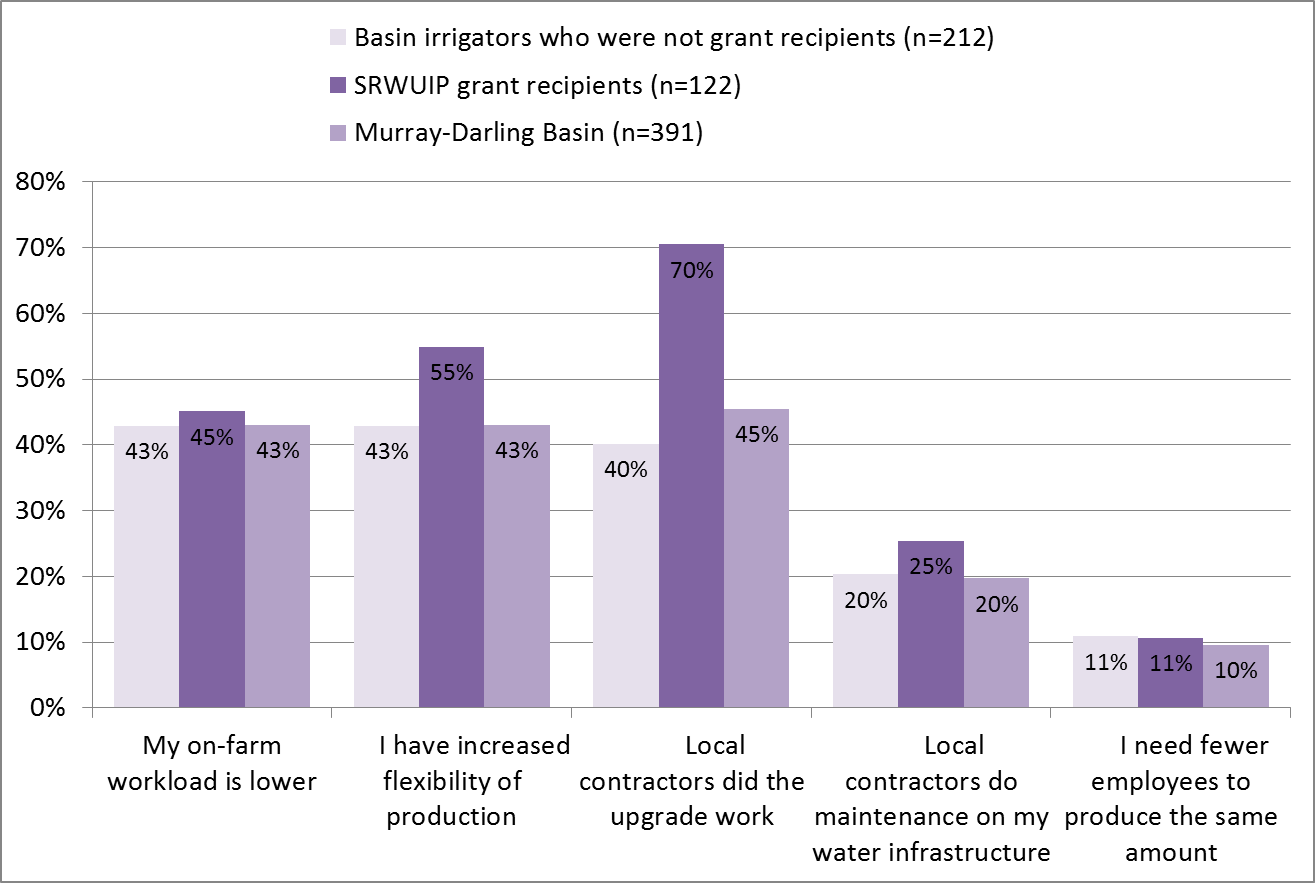 Basin irrigators who were not grant recipients (n=212)
SRWUIP grant recipients (n=122)
Murray-Darling Basin (n=391)
80%
70%
60%
50%
40%
30%
20%
10%
0%
43%
45%
43%
43%
55%
43%
40%
70%
45%
20%
25%
20%
11%
11%
10%
My on-farm
workload is lower
I have increased
flexibility of
production
Local
contractors did the
upgrade work
Local
contractors do
maintenance on my
water infrastructure
I need fewer
employees to
produce the same
amount